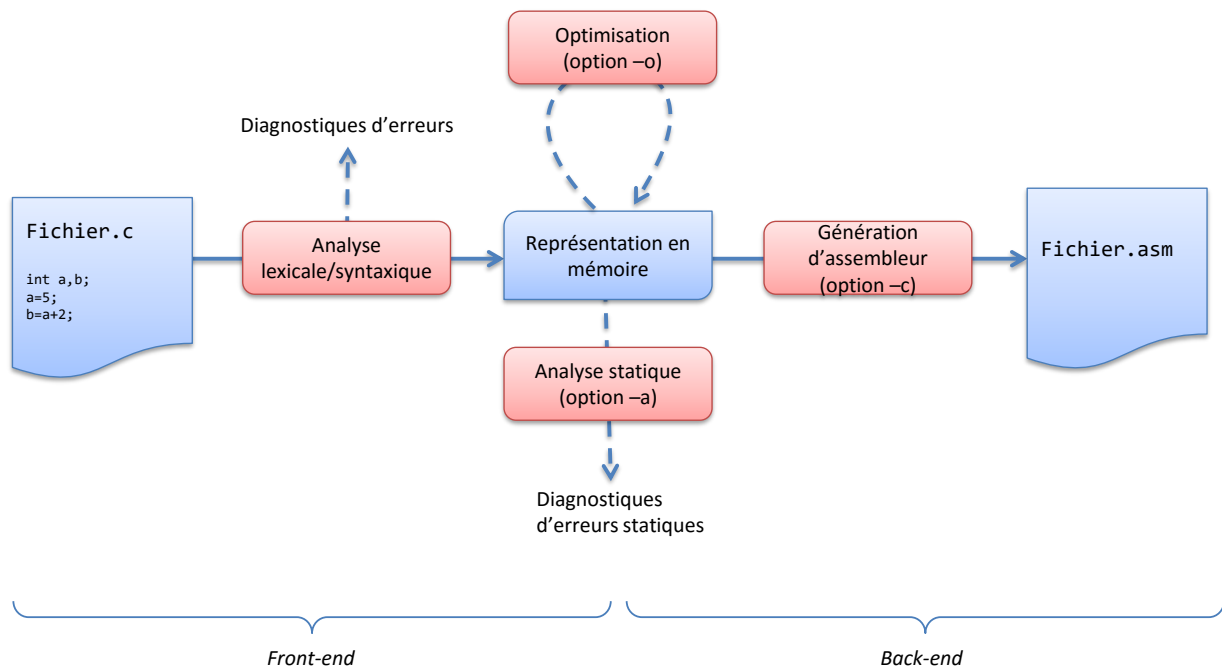 Optimisation
(option –o)
Diagnostiques d'erreurs
Fichier.c
int a,b;
a=5;
b=a+2;
Analyse
lexicale/syntaxique
Représentation en
mémoire
Génération
d'assembleur
(option –c)
Fichier.asm
Analyse statique
(option –a)
Diagnostiques
d'erreurs statiques
Front-end
Back-end